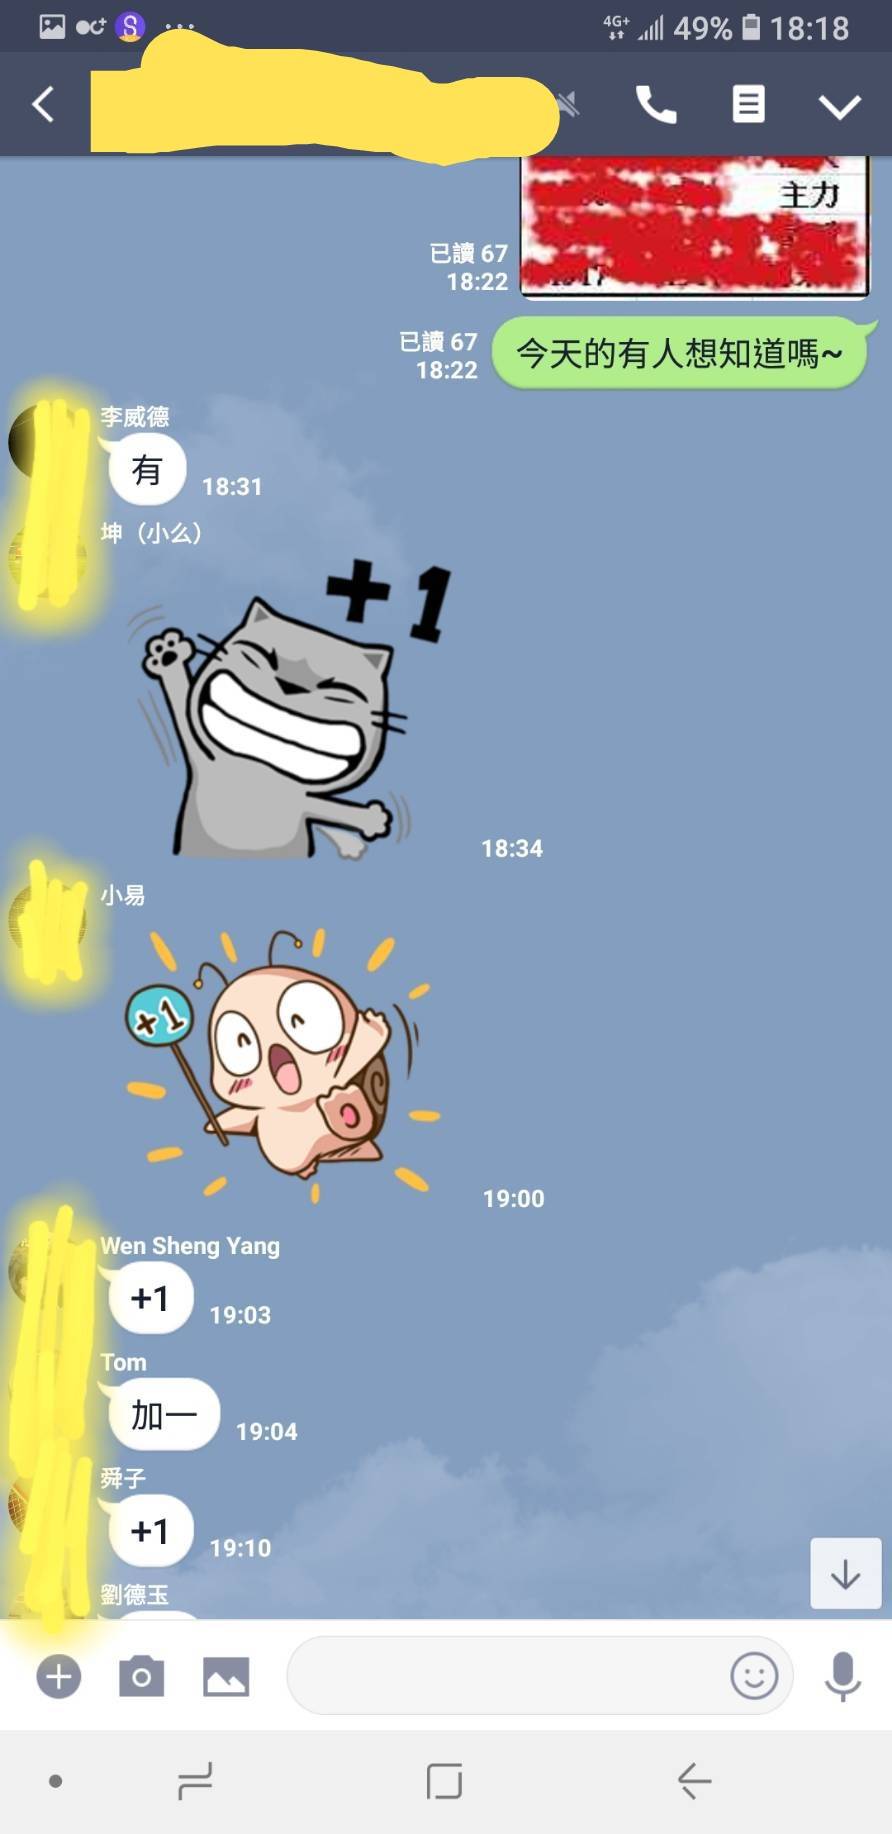 4G+ 49% 18:18
主力
已讀 67
18:22
已讀 67
18:22
今天的有人想知道嗎~
李威德
有
18:31
坤（小么）
+1
18:34
小易
+1
19:00
Wen Sheng Yang
+1
19:03
Tom
加一
19:04
舜子
+1
19:10
劉德玉